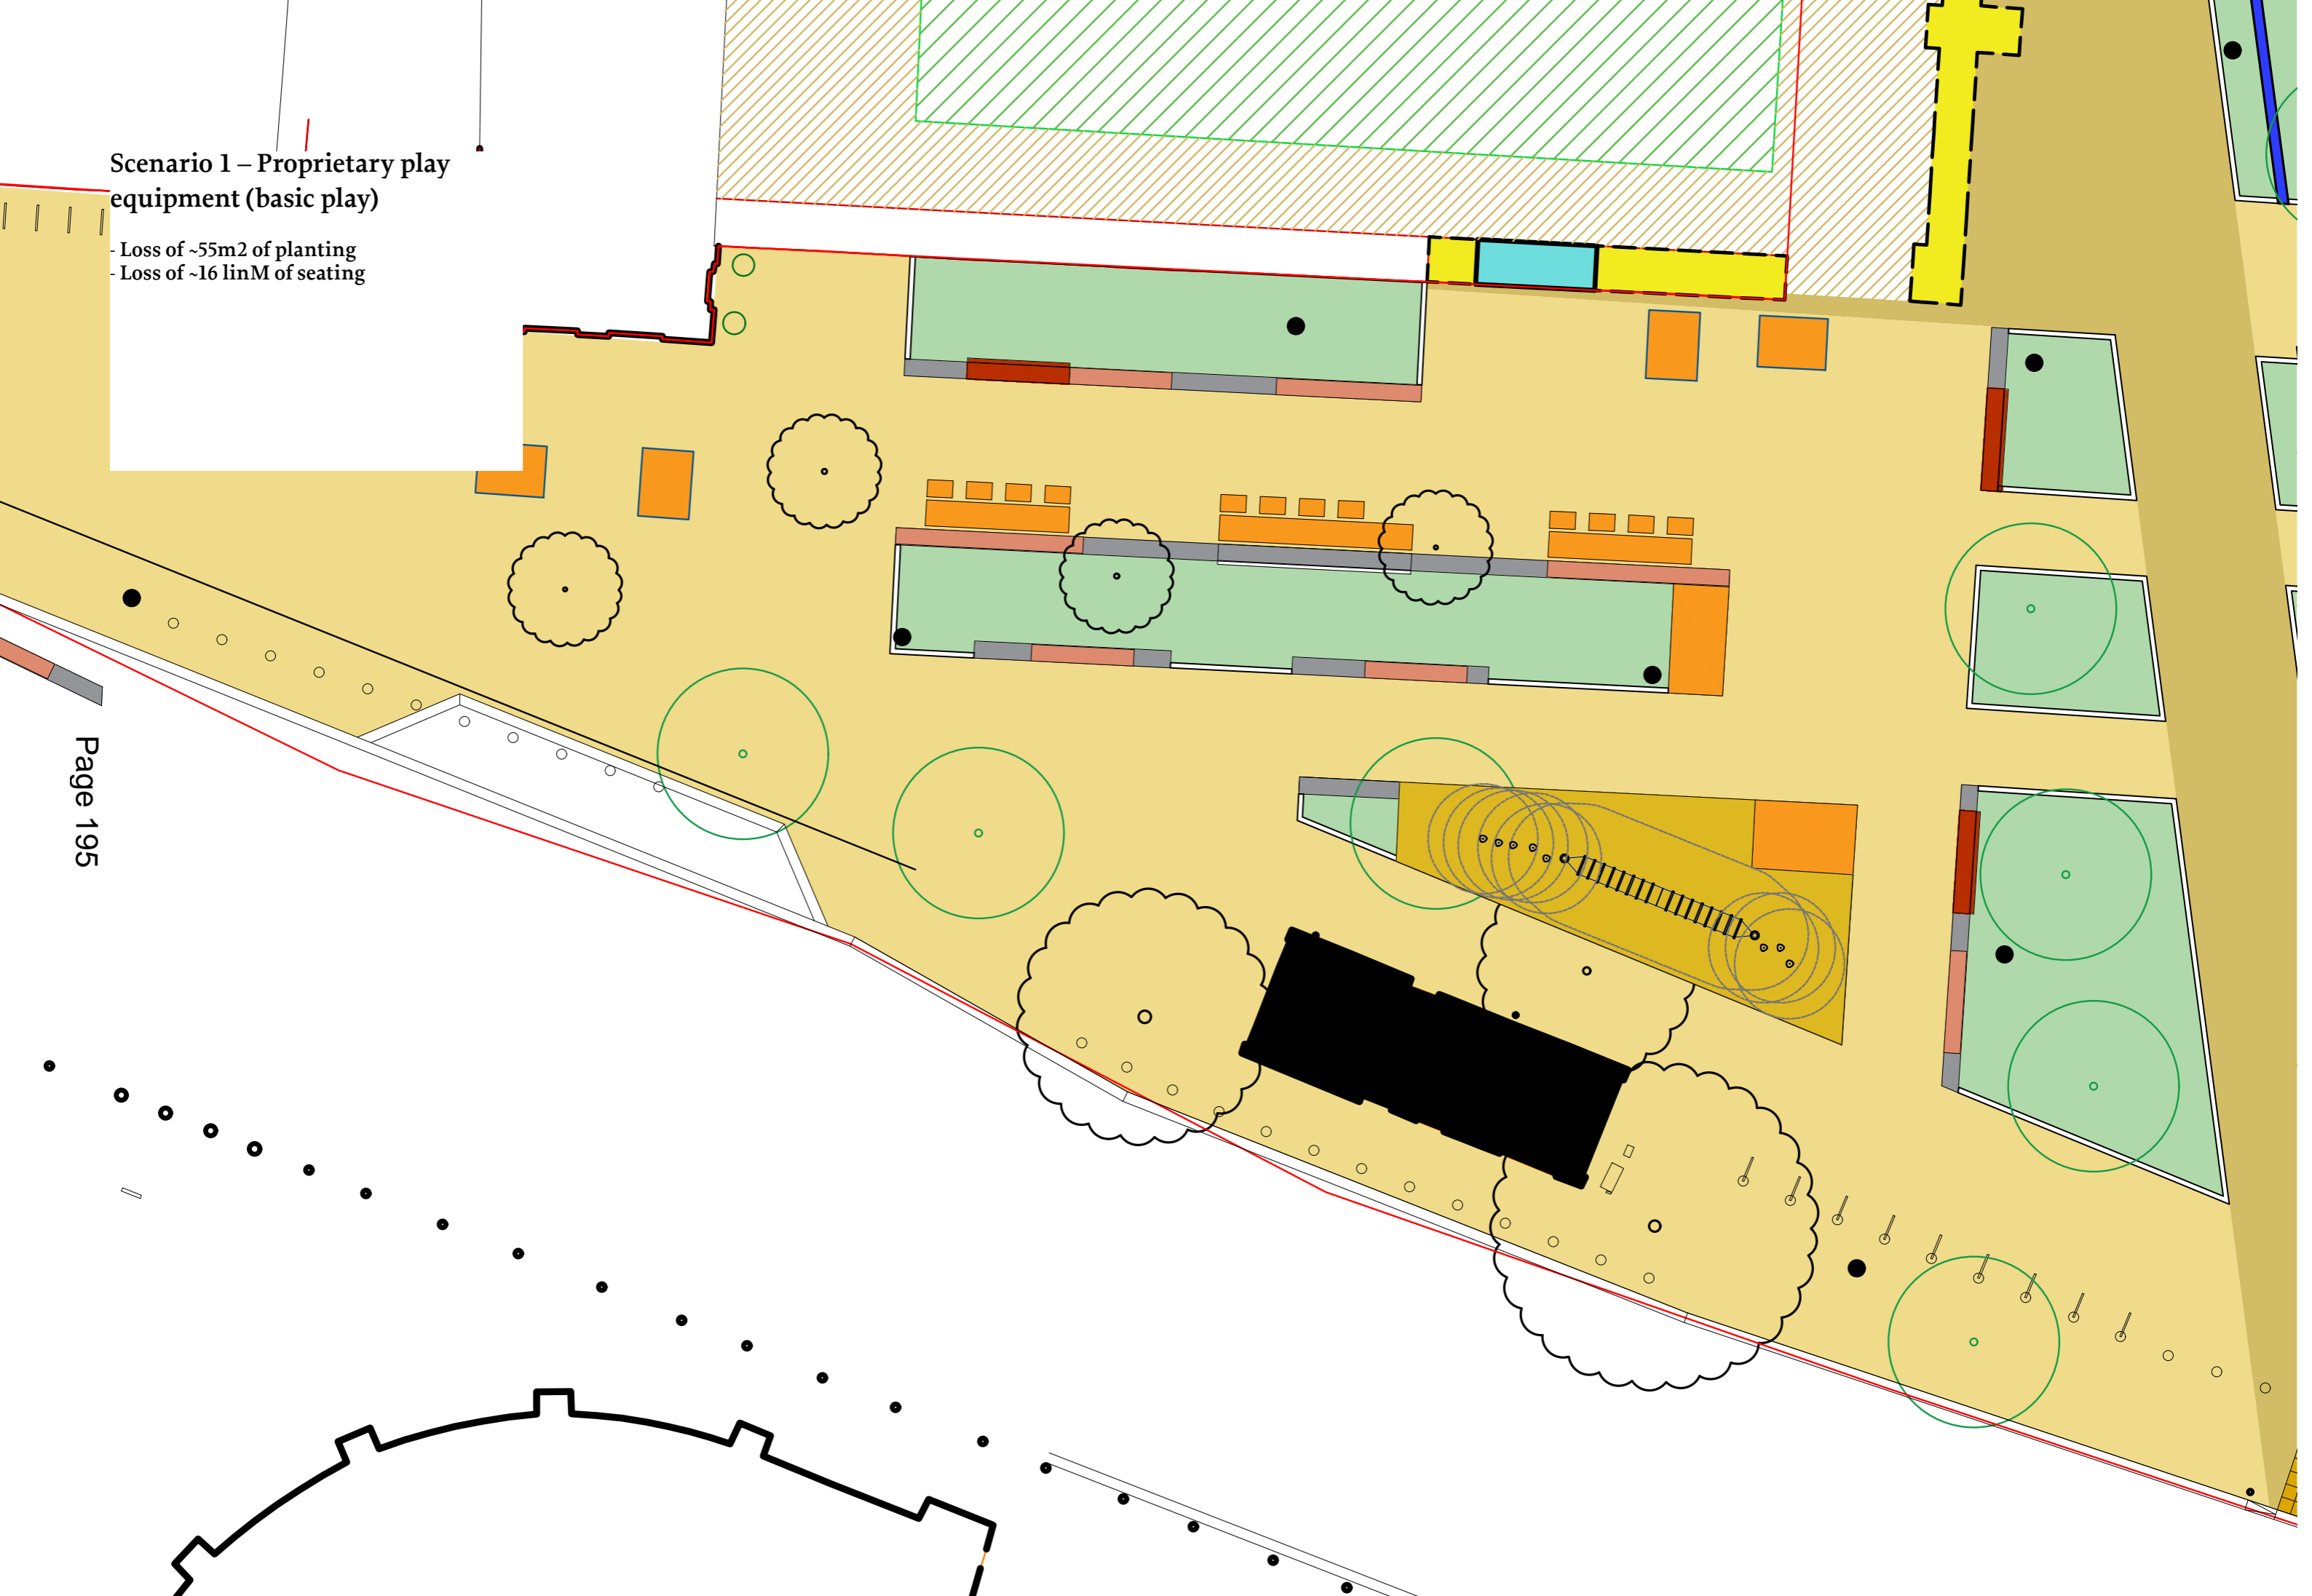 Scenario 1 – Proprietary play
equipment (basic play)
- Loss of ~55m2 of planting
- Loss of ~16 linM of seating
Page 195